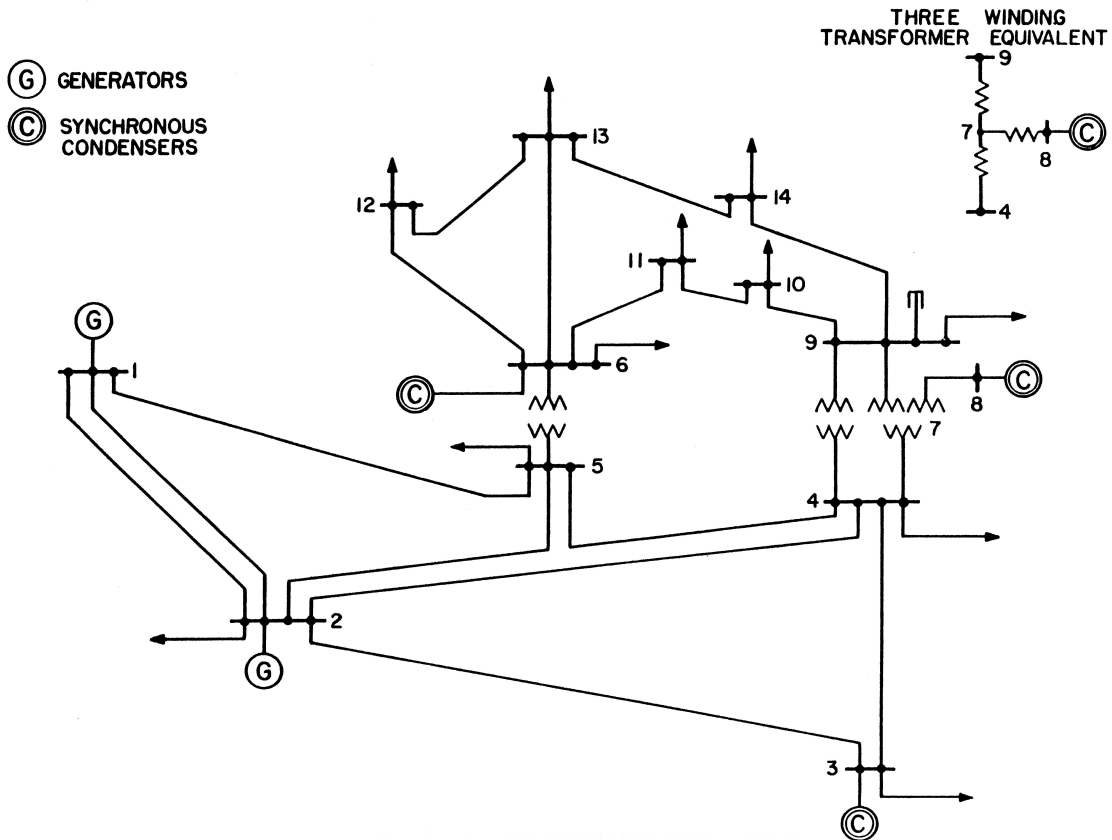 THREE WINDING
TRANSFORMER EQUIVALENT
9
7
8
C
4
G GENERATORS
C SYNCHRONOUS
CONDENSERS
13
12
14
11
10
G
1
9
6
C
8
C
7
5
4
2
G
3
C